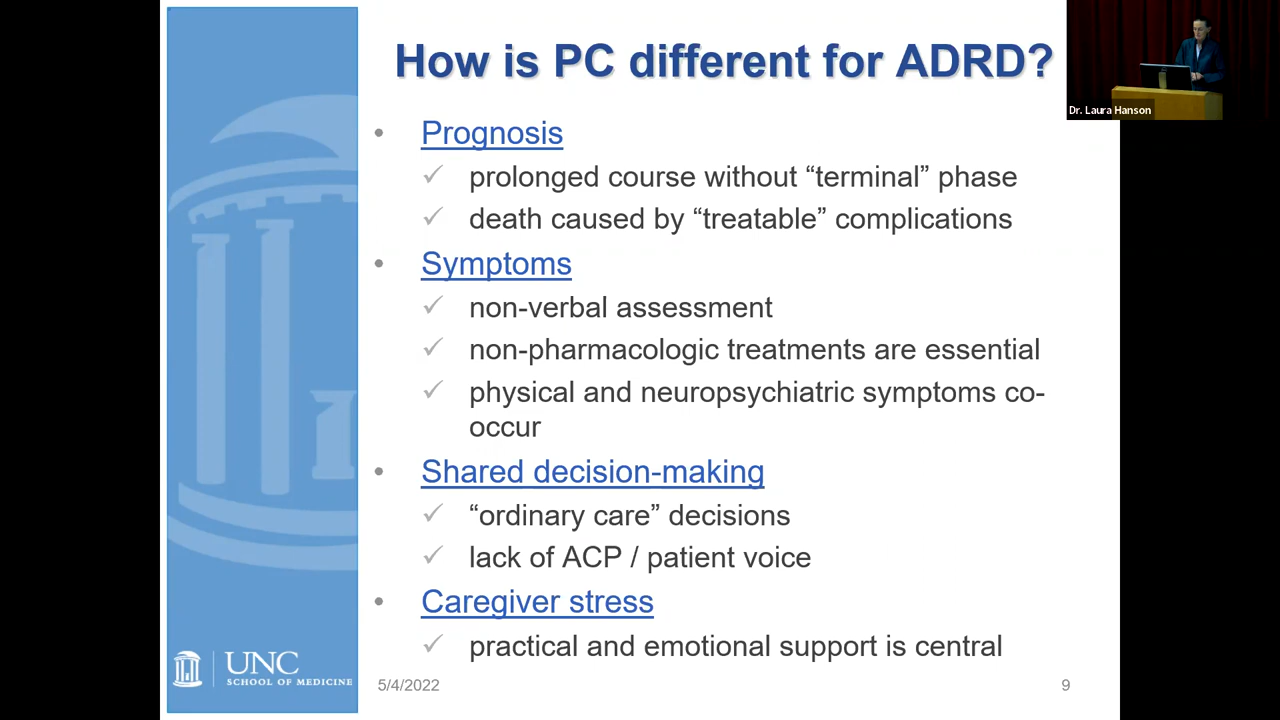 How is PC different for ADRD?
Dr. Laura Hanson
• Prognosis
✓ prolonged course without “terminal” phase
✓ death caused by “treatable” complications
• Symptoms
✓ non-verbal assessment
✓ non-pharmacologic treatments are essential
✓ physical and neuropsychiatric symptoms co-
occur
• Shared decision-making
✓ “ordinary care” decisions
✓ lack of ACP / patient voice
• Caregiver stress
✓ practical and emotional support is central
UNC
SCHOOL OF MEDICINE
5/4/2022
9